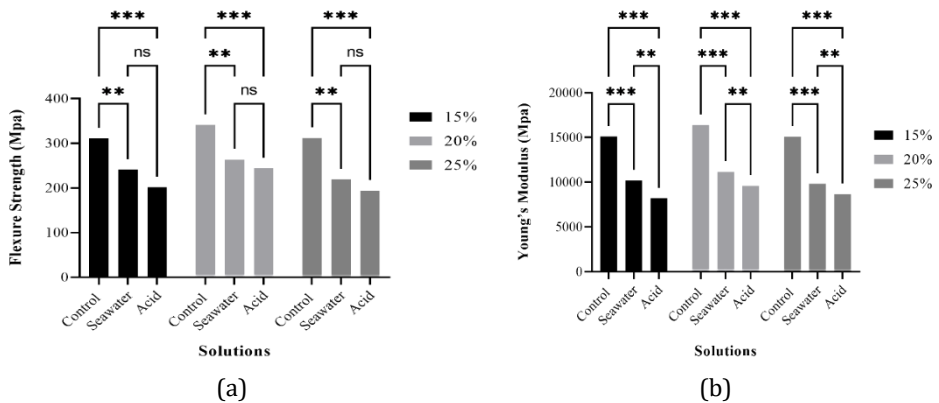 *** *** ***
ns ** ns
** ns **
Flexure Strength (Mpa)
400
300
200
100
0
Control Seawater Acid Control Seawater Acid Control Seawater Acid
Solutions
15%
20%
25%
(a)
*** *** ***
** *** **
*** ** ***
Young's Modulus (Mpa)
20000
15000
10000
5000
0
Control Seawater Acid Control Seawater Acid Control Seawater Acid
Solutions
15%
20%
25%
(b)